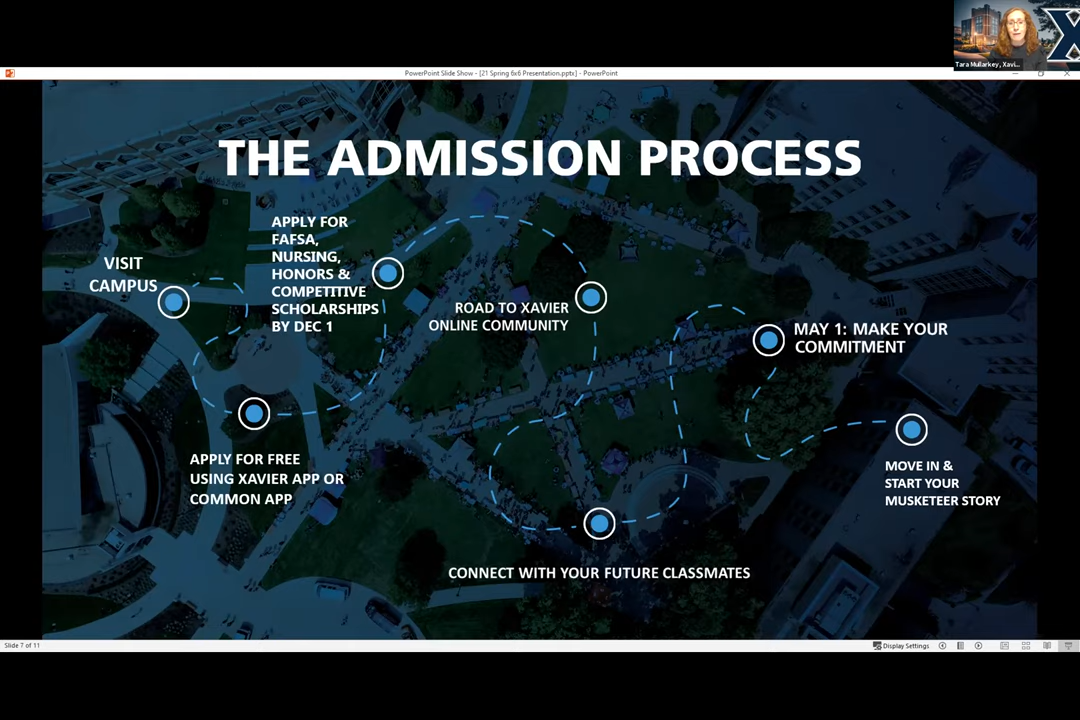 Tara Mullarkey, Xavi...
PowerPoint Slide Show - [21 Spring 6x6 Presentation.pptx] - PowerPoint
THE ADMISSION PROCESS
VISIT
CAMPUS
APPLY FOR
FAFSA,
NURSING,
HONORS &
COMPETITIVE
SCHOLARSHIPS
BY DEC 1
ROAD TO XAVIER
ONLINE COMMUNITY
MAY 1: MAKE YOUR
COMMITMENT
APPLY FOR FREE
USING XAVIER APP OR
COMMON APP
MOVE IN &
START YOUR
MUSKETEER STORY
CONNECT WITH YOUR FUTURE CLASSMATES
Slide 7 of 11
Display Settings